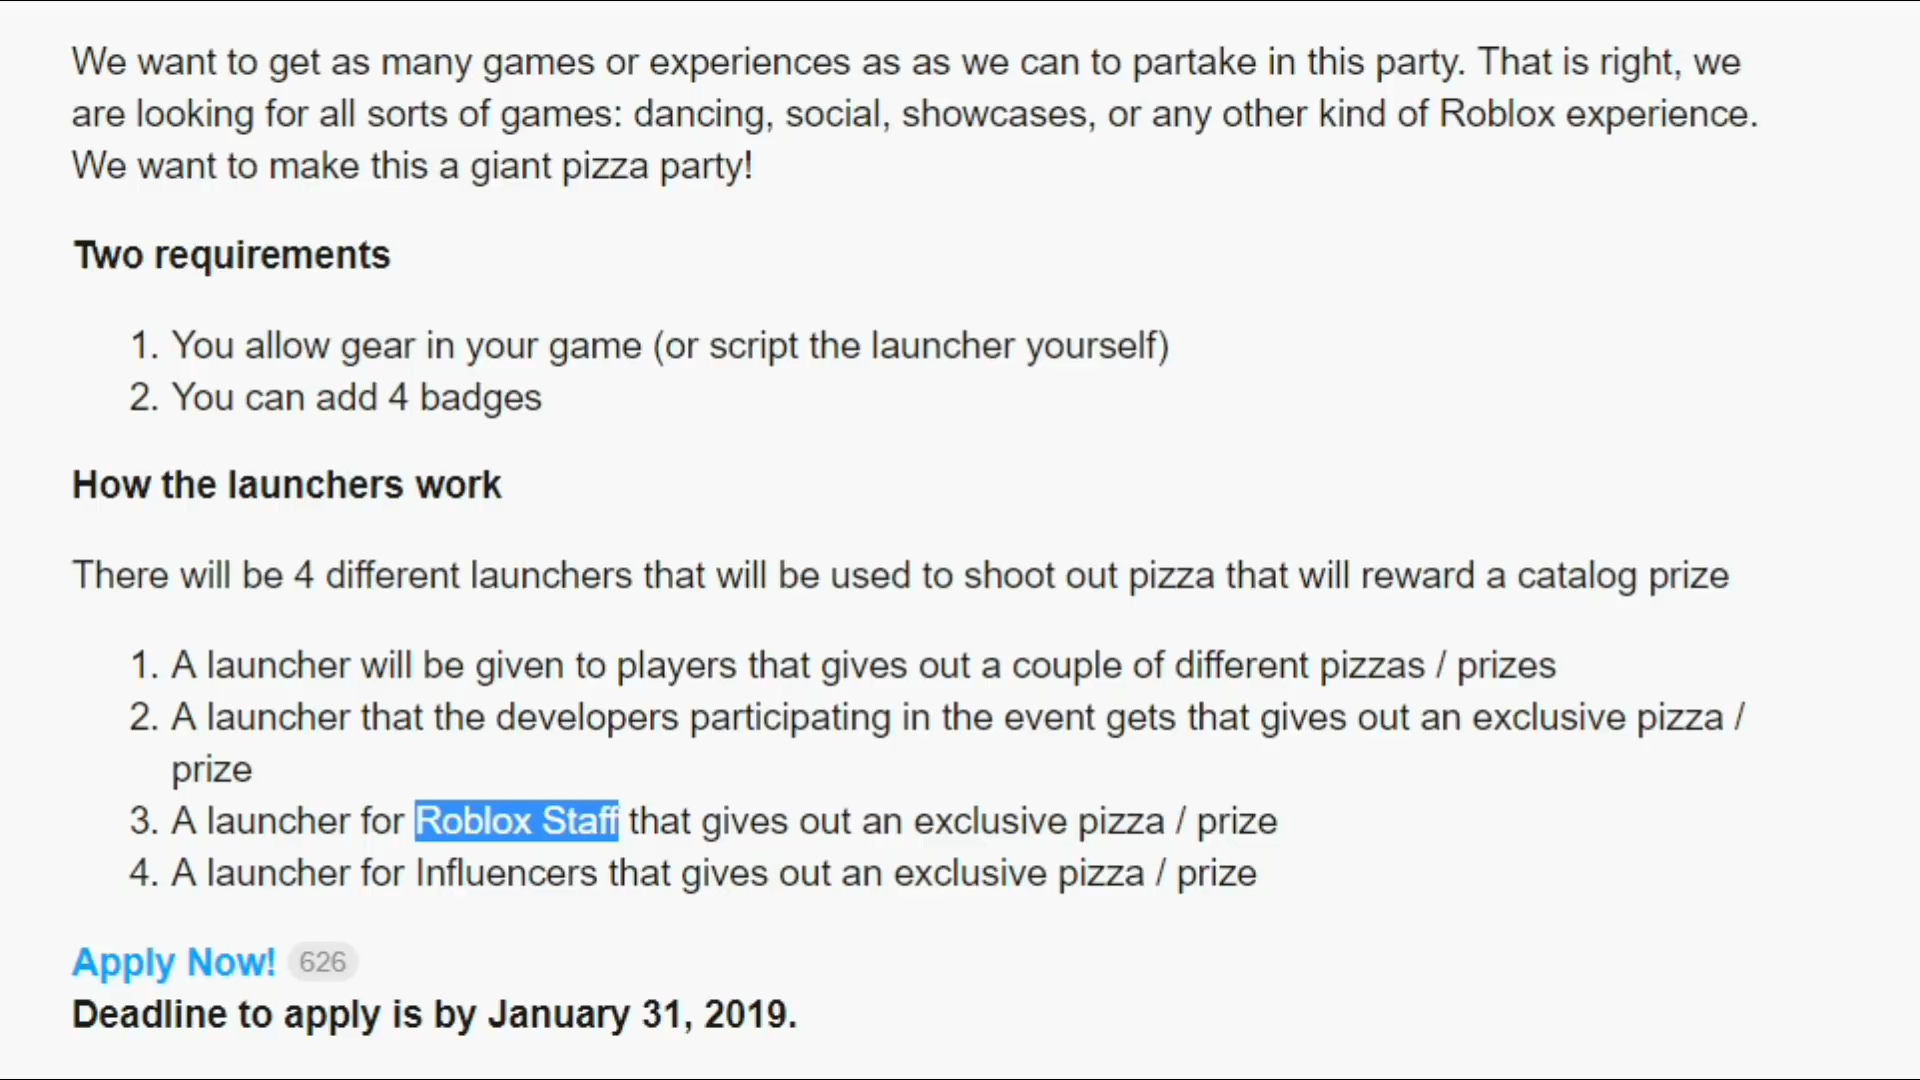 We want to get as many games or experiences as as we can to partake in this party. That is right, we
are looking for all sorts of games: dancing, social, showcases, or any other kind of Roblox experience.
We want to make this a giant pizza party!
Two requirements
1. You allow gear in your game (or script the launcher yourself)
2. You can add 4 badges
How the launchers work
There will be 4 different launchers that will be used to shoot out pizza that will reward a catalog prize
1. A launcher will be given to players that gives out a couple of different pizzas / prizes
2. A launcher that the developers participating in the event gets that gives out an exclusive pizza /
prize
3. A launcher for Roblox Staff that gives out an exclusive pizza / prize
4. A launcher for Influencers that gives out an exclusive pizza / prize
Apply Now! 626
Deadline to apply is by January 31, 2019.